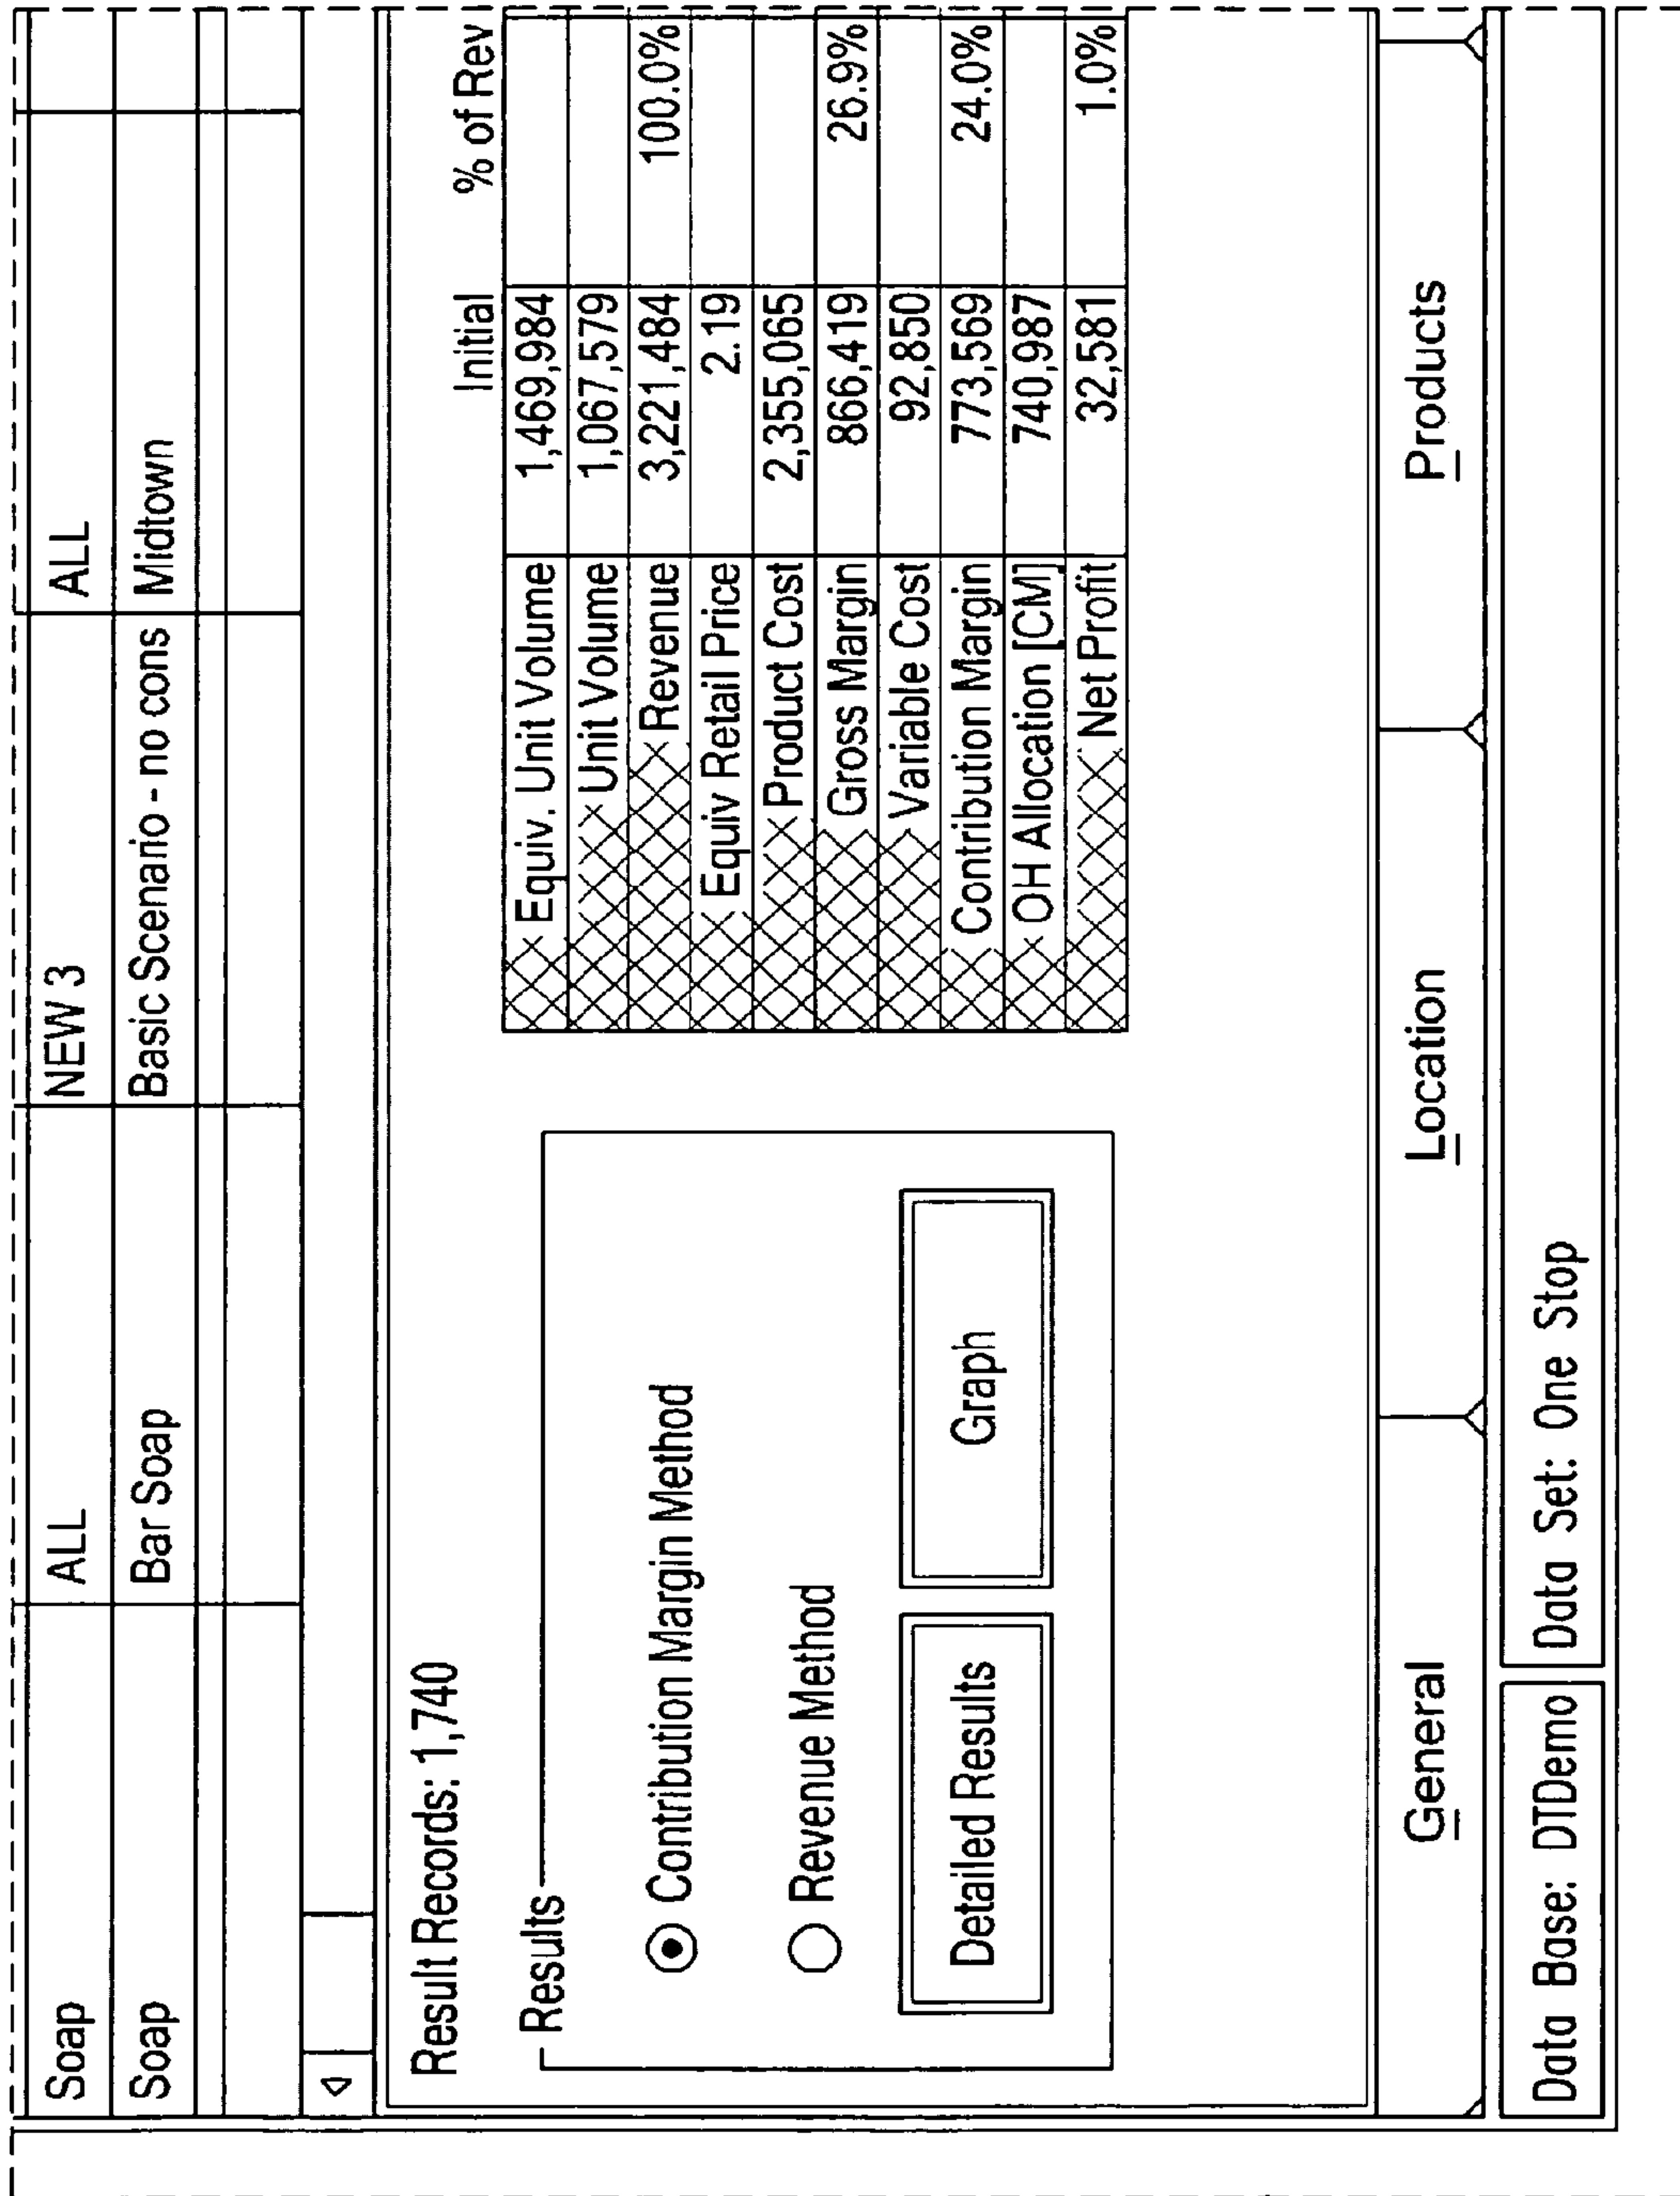 Soap ALL NEW 3 ALL
Soap Bar Soap Basic Scenario - no cons Midtown
Result Records: 1,740
Results
Contribution Margin Method
Revenue Method
Detailed Results Graph
Initial % of Rev
Equiv. Unit Volume 1,469,984
Unit Volume 1,067,579
Revenue 3,221,484 100.0%
Equiv Retail Price 2.19
Product Cost 2,355,065
Gross Margin 866,419 26.9%
Variable Cost 92,850
Contribution Margin 773,569 24.0%
OH Allocation [CM] 740,987
Net Profit 32,581 1.0%
General Location Products
Data Base: DTDemo Data Set: One Stop